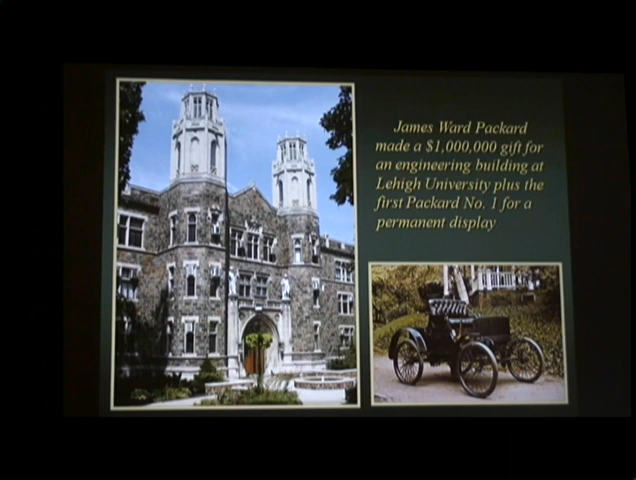 James Ward Packard
made a $1,000,000 gift for
an engineering building at
Lehigh University plus the
first Packard No. 1 for a
permanent display